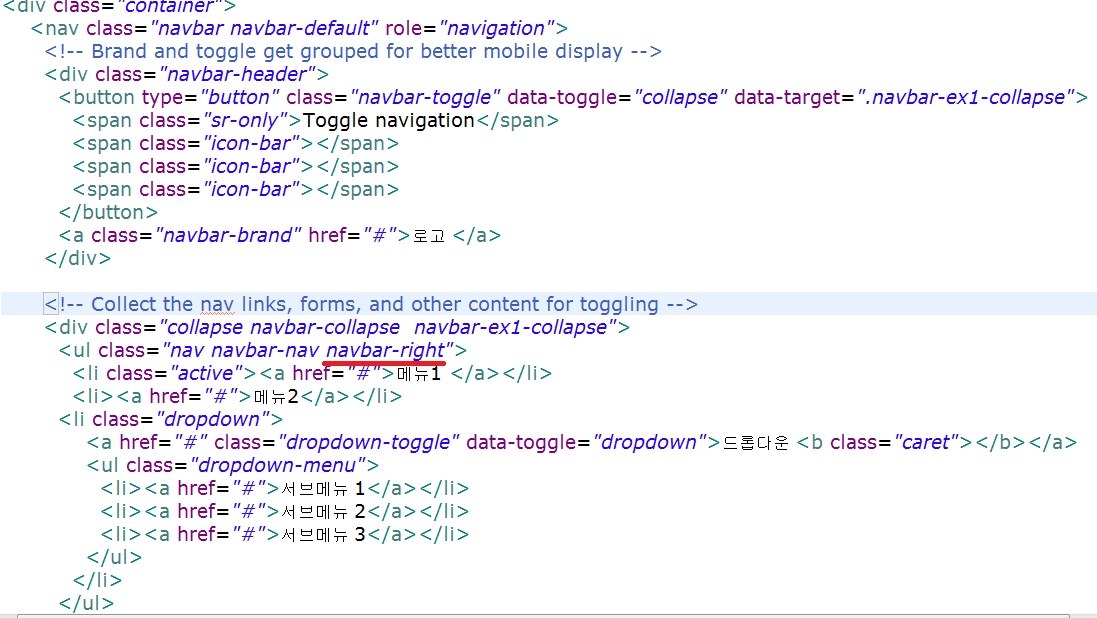 <div class="container">
<nav class="navbar navbar-default" role="navigation">
<!-- Brand and toggle get grouped for better mobile display -->
<div class="navbar-header">
<button type="button" class="navbar-toggle" data-toggle="collapse" data-target=".navbar-ex1-collapse">
<span class="sr-only">Toggle navigation</span>
<span class="icon-bar"></span>
<span class="icon-bar"></span>
<span class="icon-bar"></span>
</button>
<a class="navbar-brand" href="#">로고 </a>
</div>
<!-- Collect the nav links, forms, and other content for toggling -->
<div class="collapse navbar-collapse  navbar-ex1-collapse">
<ul class="nav navbar-nav navbar-right">
<li class="active"><a href="#">메뉴1 </a></li>
<li><a href="#">메뉴2</a></li>
<li class="dropdown">
<a href="#" class="dropdown-toggle" data-toggle="dropdown">드롭다운 <b class="caret"></b></a>
<ul class="dropdown-menu">
<li><a href="#">서브메뉴 1</a></li>
<li><a href="#">서브메뉴 2</a></li>
<li><a href="#">서브메뉴 3</a></li>
</ul>
</li>
</ul>